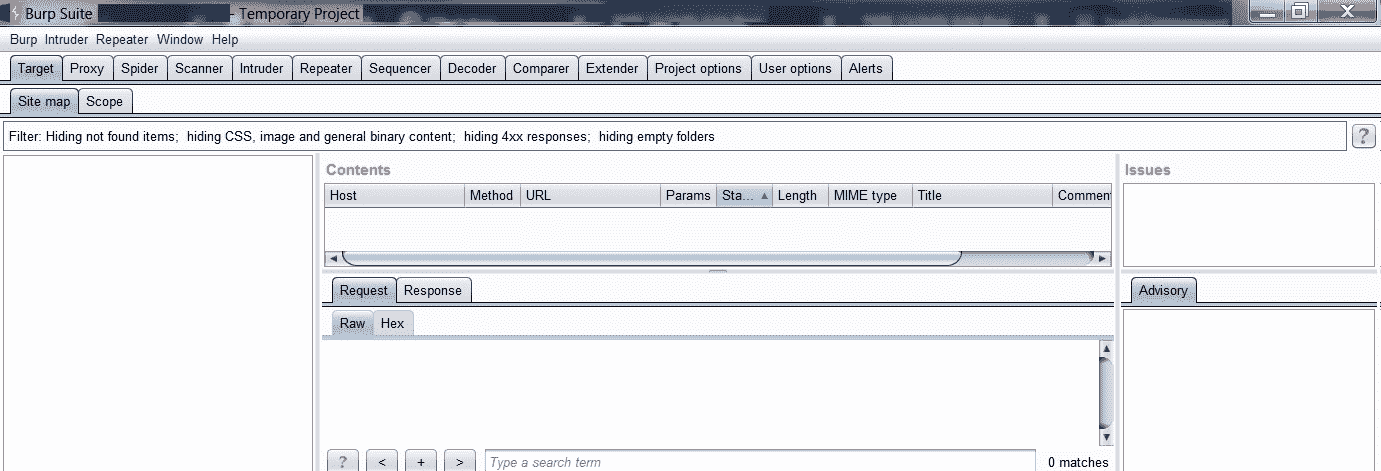 Burp Suite - Temporary Project
Burp Intruder Repeater Window Help
Target Proxy Spider Scanner Intruder Repeater Sequencer Decoder Comparer Extender Project options User options Alerts
Site map Scope
Filter: Hiding not found items; hiding CSS, image and general binary content; hiding 4xx responses; hiding empty folders
?
Contents
Issues
Host Method URL Params Sta... Length MIME type Title Commen
Request Response
Advisory
Raw Hex
? < + > Type a search term 0 matches